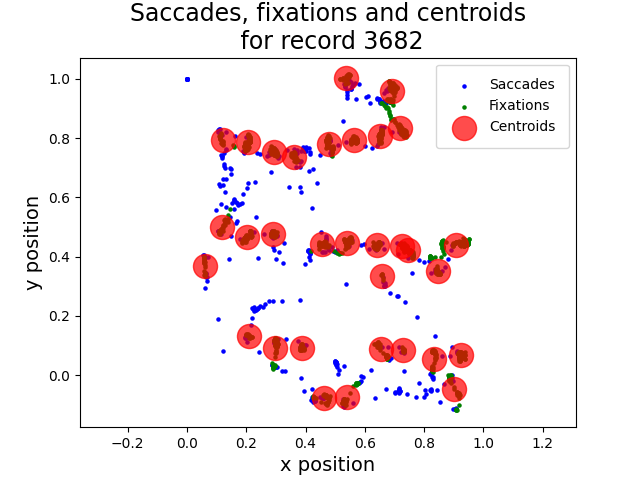 Saccades, fixations and centroids
for record 3682
Saccades
Fixations
Centroids
y position
1.0
0.8
0.6
0.4
0.2
0.0
−0.2
0.0
0.2
0.4
0.6
0.8
1.0
1.2
x position